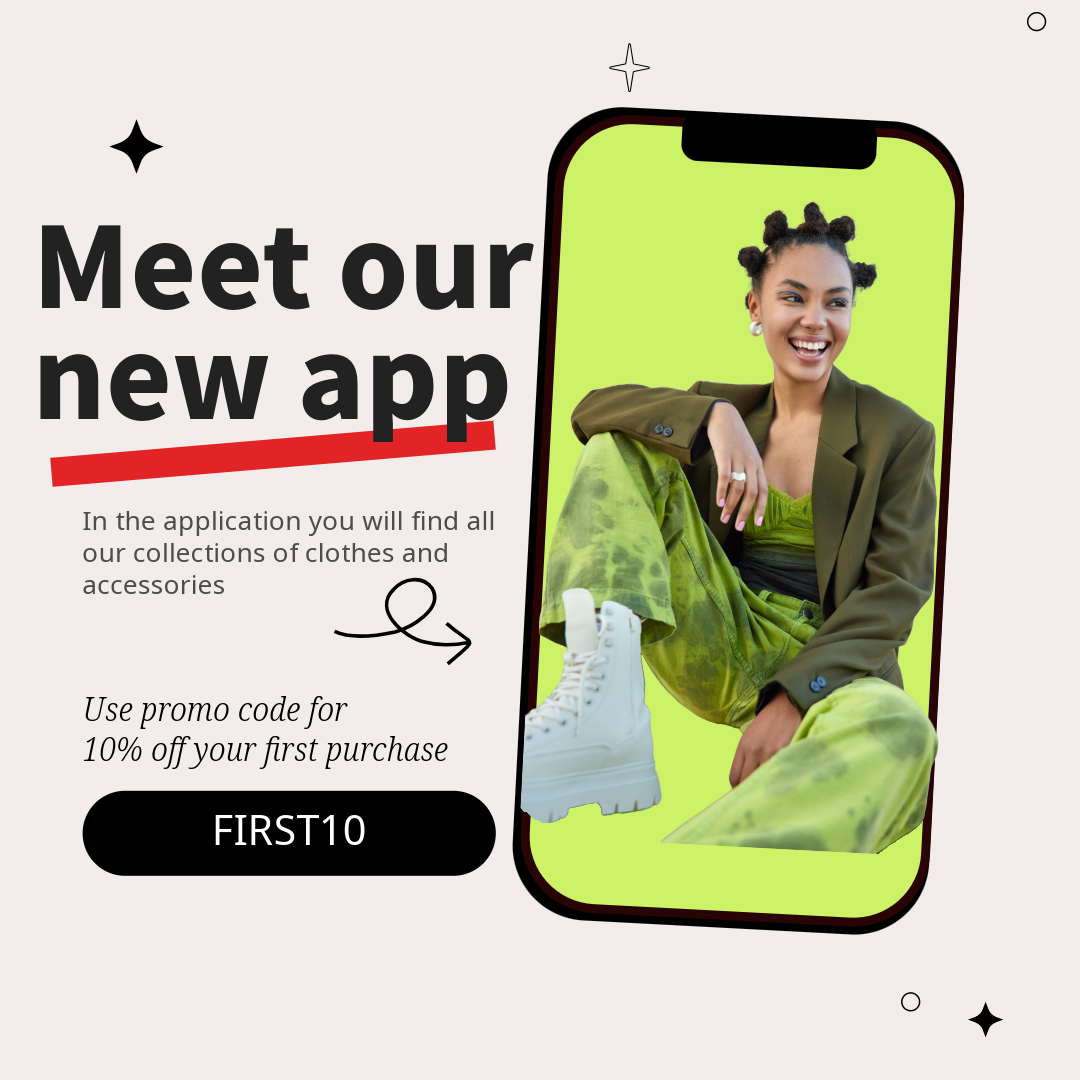 Meet our
new app
In the application you will find all
our collections of clothes and
accessories
Use promo code for
10% off your first purchase
FIRST10